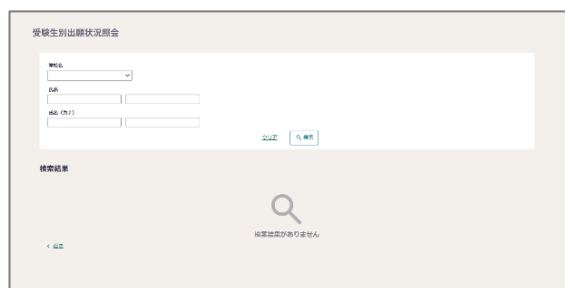 受験生別出願状況照会
学校名
氏名
氏名（カナ）
クリア
検索
検索結果
検索結果がありません
戻る